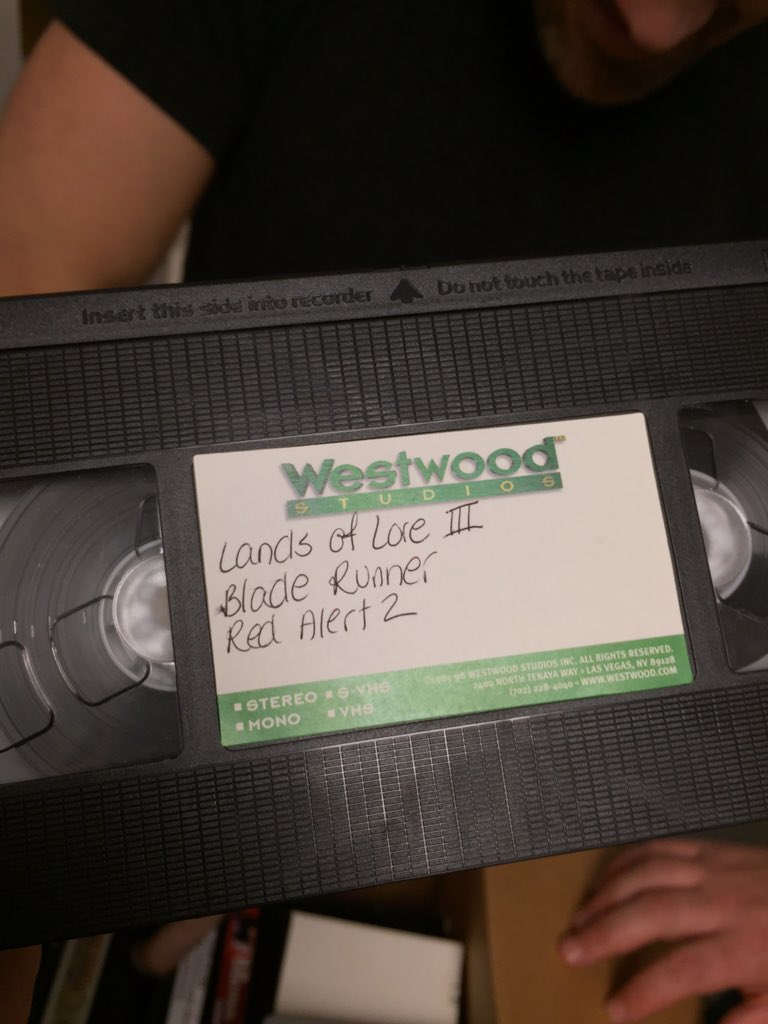 Insert this side into recorder Do not touch the tape inside
Westwood
STUDIOS
Lands of Lore III
Blade Runner
Red Alert 2
STEREO S-VHS
MONO VHS
©1985-98 WESTWOOD STUDIOS INC. ALL RIGHTS RESERVED.
2400 NORTH TENAYA WAY • LAS VEGAS, NV 89128
(702) 228-4040 • WWW.WESTWOOD.COM